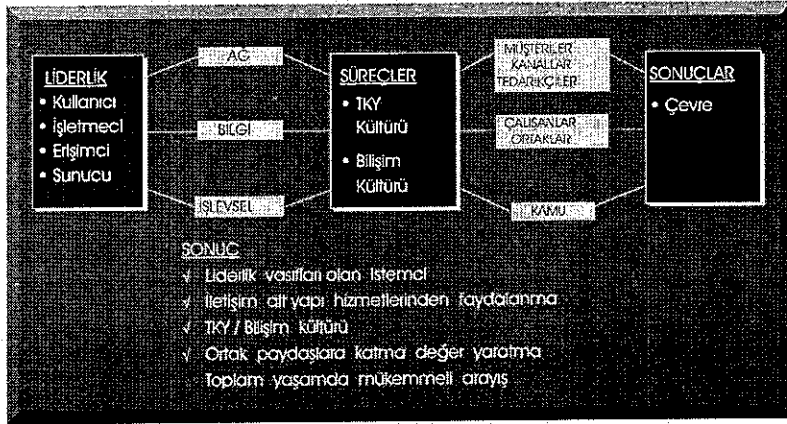 LİDERLİK
• Kullanıcı
• İşletmeci
• Erişimci
• Sunucu
AĞ
BİLGİ
İŞLEVSEL
SÜREÇLER
• TKY
Kültürü
• Bilişim
Kültürü
MÜŞTERİLER
KANALLAR
TEDARİKÇİLER
ÇALIŞANLAR
ORTAKLAR
KAMU
SONUÇLAR
• Çevre
SONUÇ
√ Liderlik vasıfları olan İstemci
√ İletişim alt yapı hizmetlerinden faydalanma
√ TKY / Bilişim kültürü
√ Ortak paydaşlara katma değer yaratma
Toplam yaşamda mükemmeli arayış